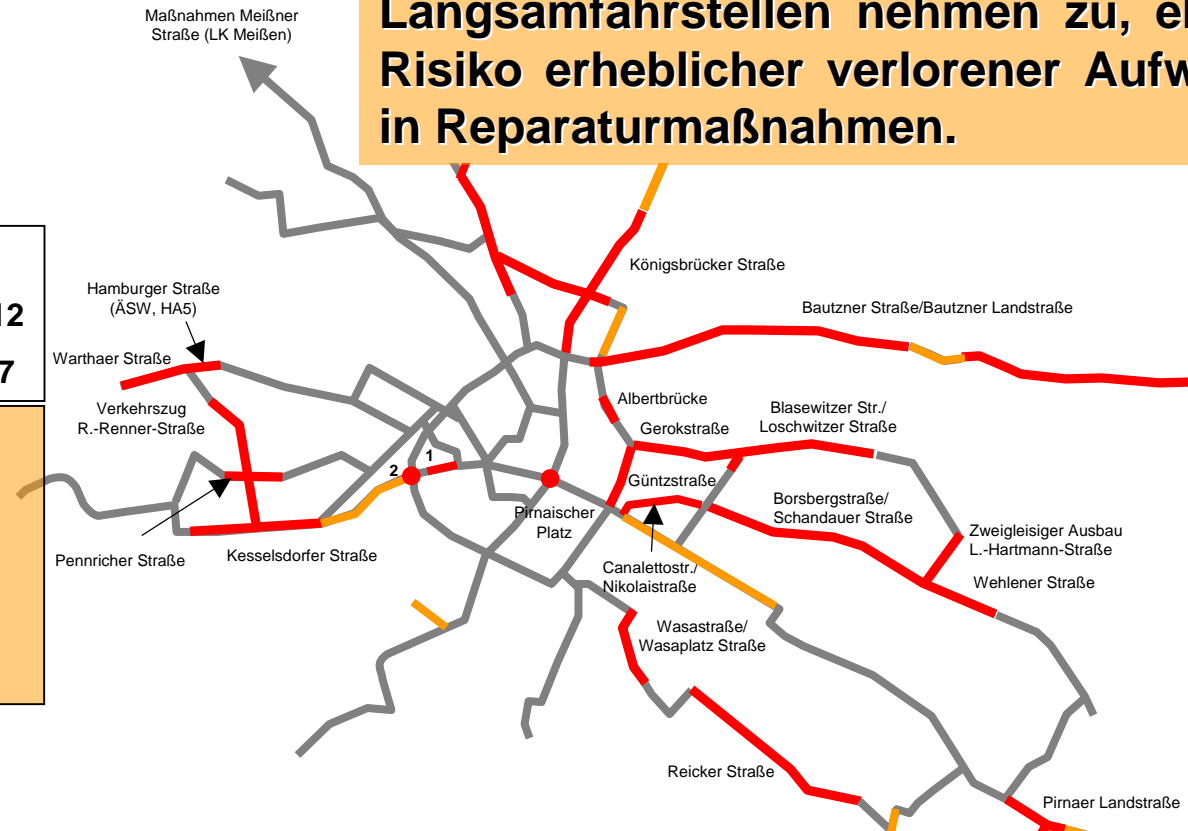 Maßnahmen Meißner
Straße (LK Meißen)
Langsamfahrstellen nehmen zu,
Risiko erheblicher verlorener
in Reparaturmaßnahmen.
12
7
Hamburger Straße
(ÄSW, HA5)
Warthaer Straße
Verkehrszug
R.-Renner-Straße
Königsbrücker Straße
Bautzner Straße/Bautzner Landstraße
Albertbrücke
Gerokstraße
Blasewitzer Str./
Loschwitzer Straße
1
2
Güntzstraße
Pirnaischer
Platz
Borsbergstraße/
Schandauer Straße
Zweigleisiger Ausbau
L.-Hartmann-Straße
Pennricher Straße
Kesselsdorfer Straße
Canalettostr./
Nikolaistraße
Wehlener Straße
Wasastraße/
Wasaplatz Straße
Reicker Straße
Pirnaer Landstraße